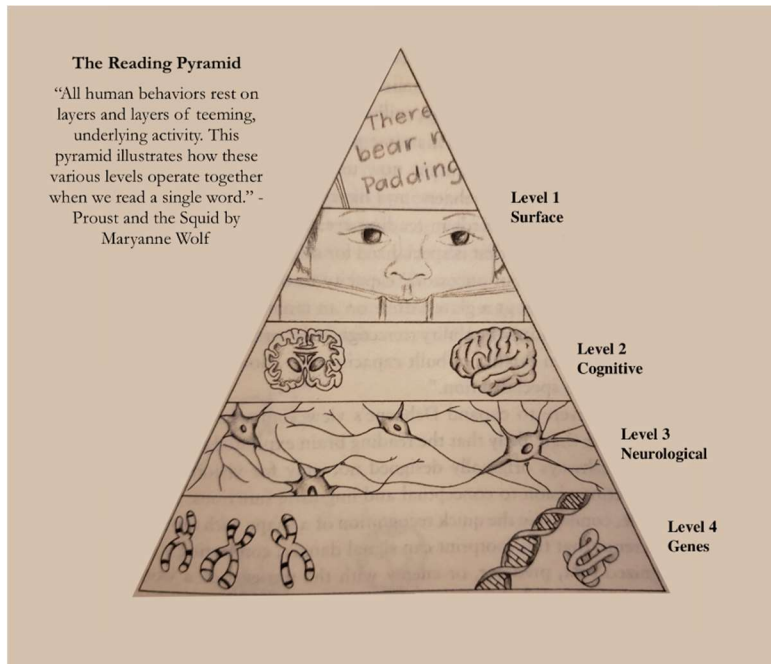 The Reading Pyramid
“All human behaviors rest on
layers and layers of teeming,
underlying activity. This
pyramid illustrates how these
various levels operate together
when we read a single word.” -
Proust and the Squid by
Maryanne Wolf
There
bear n
Padding
Level 1
Surface
Level 2
Cognitive
Level 3
Neurological
Level 4
Genes